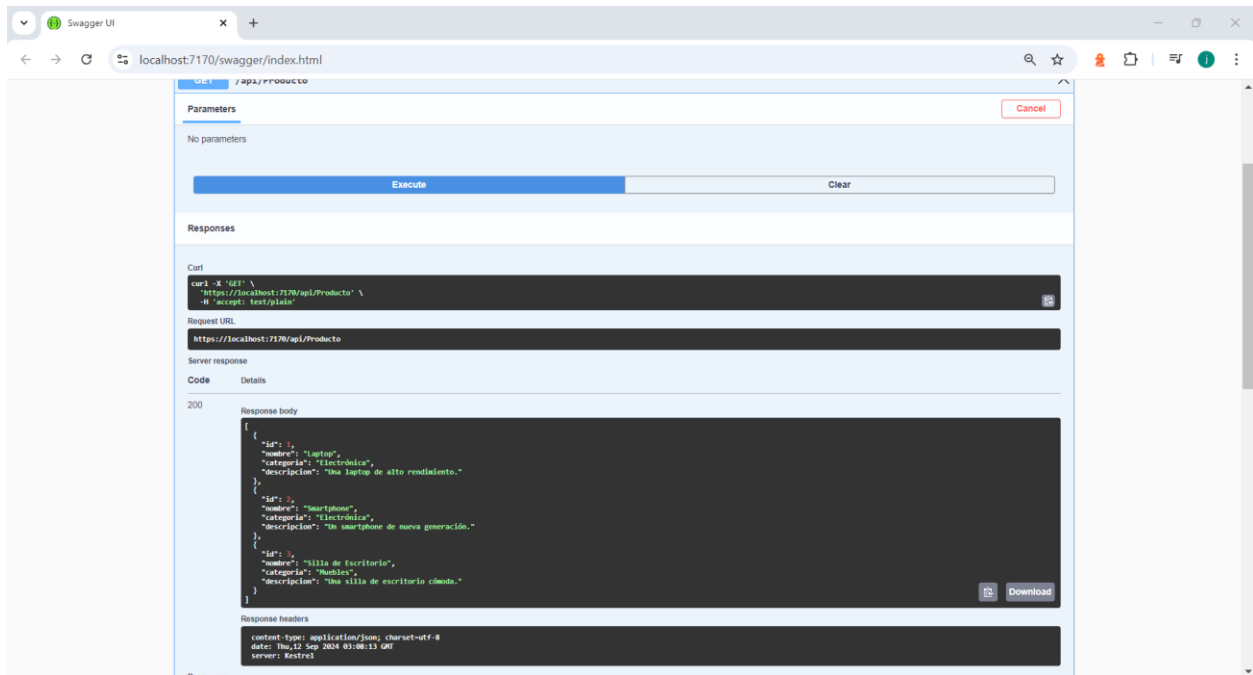 Swagger UI
localhost:7170/swagger/index.html
j
GET /api/Producto
Parameters
Cancel
No parameters
Execute
Clear
Responses
Curl
curl -X 'GET' \
'https://localhost:7170/api/Producto' \
-H 'accept: text/plain'
Request URL
https://localhost:7170/api/Producto
Server response
Code Details
200
Response body
[
{
"id": 1,
"nombre": "Laptop",
"categoria": "Electrónica",
"descripcion": "Una laptop de alto rendimiento."
},
{
"id": 2,
"nombre": "Smartphone",
"categoria": "Electrónica",
"descripcion": "Un smartphone de nueva generación."
},
{
"id": 3,
"nombre": "Silla de Escritorio",
"categoria": "Muebles",
"descripcion": "Una silla de escritorio cómoda."
}
]
Download
Response headers
content-type: application/json; charset=utf-8
date: Thu,12 Sep 2024 03:08:13 GMT
server: Kestrel